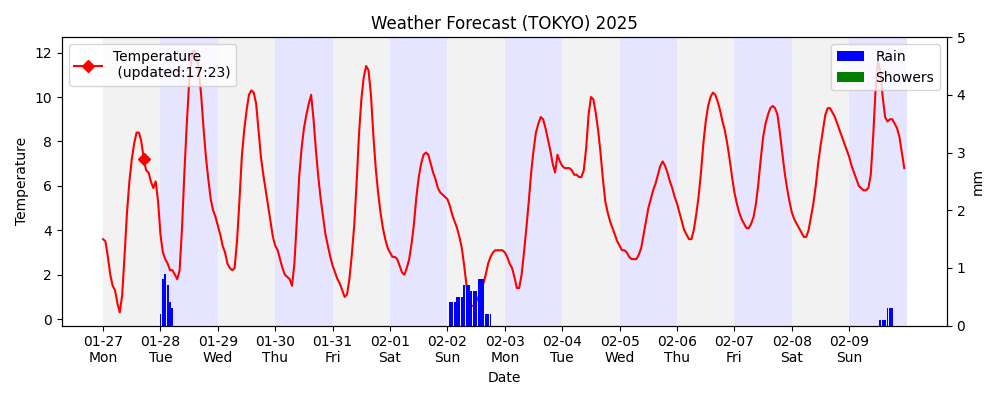 Weather Forecast (TOKYO) 2025
Temperature
(updated:17:23)
Rain
Showers
Temperature
12
10
8
6
4
2
0
5
4
3
2
1
0
mm
01-27 01-28 01-29 01-30 01-31 02-01 02-02 02-03 02-04 02-05 02-06 02-07 02-08 02-09
Mon Tue Wed Thu Fri Sat Sun Mon Tue Wed Thu Fri Sat Sun
Date